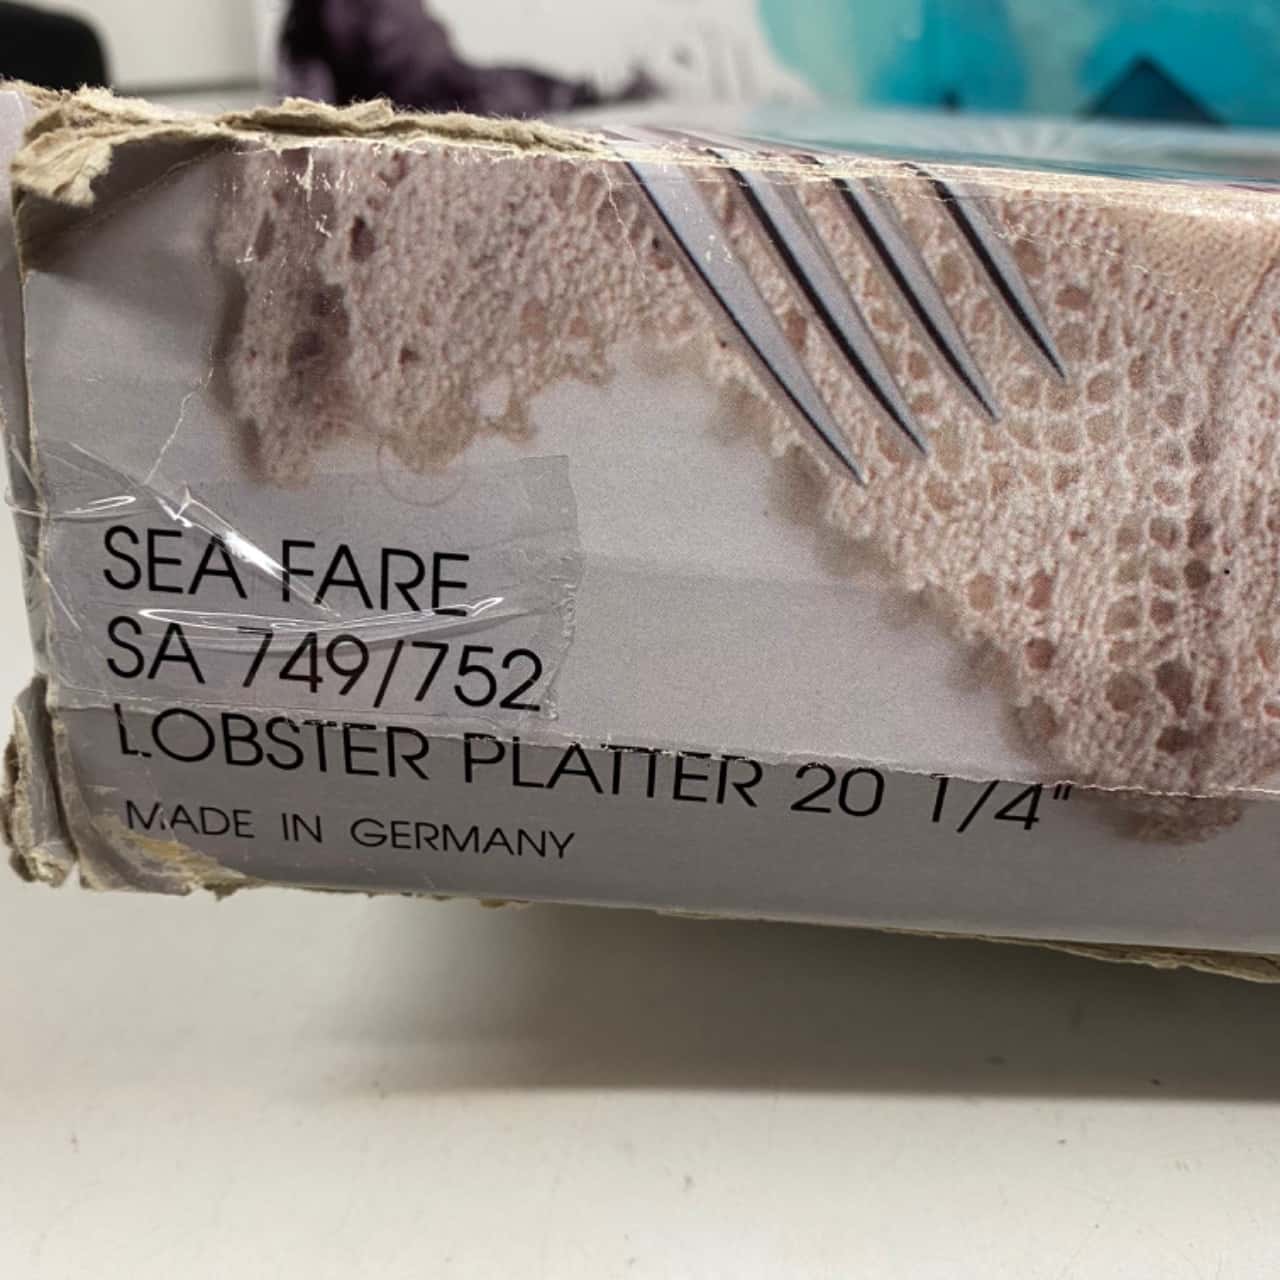 SEA FARE
SA 749/752
LOBSTER PLATTER 20 1/4"
MADE IN GERMANY